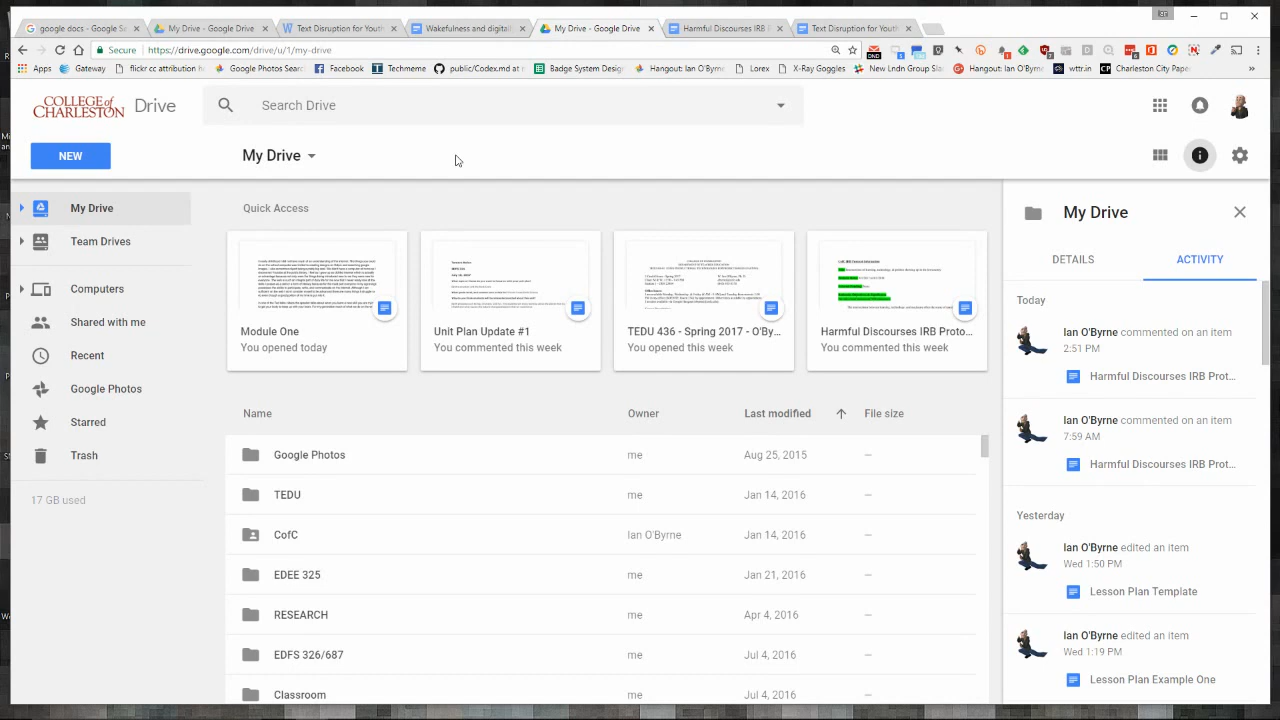 google docs - Google S
My Drive - Google Drive
Text Disruption for Youth
Wakefulness and digitally
My Drive - Google Drive
Harmful Discourses IRB P
Text Disruption for Youth
Secure https://drive.google.com/drive/u/1/my-drive
Apps Gateway flickr cc attribution h Google Photos Searc Facebook Techmeme public/Codex.md at m Badge System Design Hangout: Ian O'Byrne Lorex X-Ray Goggles New Lndn Group Slac Hangout: Ian O'Byrne wttr.in Charleston City Paper »
COLLEGE of
CHARLESTON
Drive
Search Drive
NEW
My Drive
My Drive
Team Drives
Computers
Shared with me
Recent
Google Photos
Starred
Trash
17 GB used
Quick Access
Module One
You opened today
Unit Plan Update #1
You commented this week
TEDU 436 - Spring 2017 - O'By...
You opened this week
Harmful Discourses IRB Proto...
You commented this week
Name Owner Last modified File size
Google Photos me Aug 25, 2015 –
TEDU me Jan 14, 2016 –
CofC Ian O'Byrne Jan 14, 2016 –
EDEE 325 me Jan 21, 2016 –
RESEARCH me Apr 4, 2016 –
EDFS 326/687 me Jul 4, 2016 –
Classroom me Jul 4, 2016 –
My Drive
DETAILS ACTIVITY
Today
Ian O'Byrne commented on an item
2:51 PM
Harmful Discourses IRB Prot...
Ian O'Byrne commented on an item
7:59 AM
Harmful Discourses IRB Prot...
Yesterday
Ian O'Byrne edited an item
Wed 1:50 PM
Lesson Plan Template
Ian O'Byrne edited an item
Wed 1:19 PM
Lesson Plan Example One